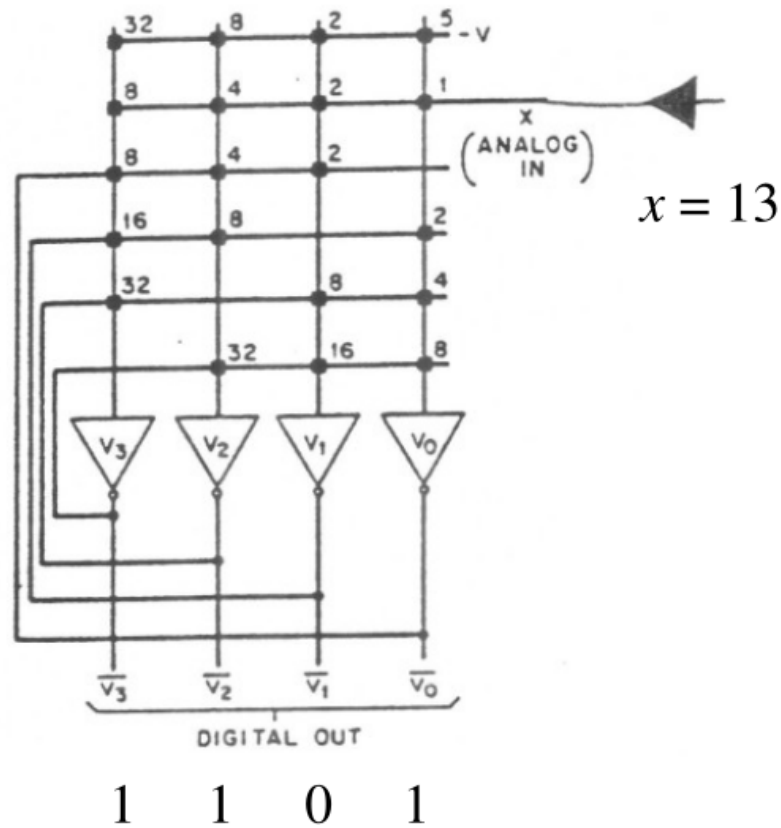 32 8 2 5 -V
8 4 2 1
X
(ANALOG IN)
8 4 2
x = 13
16 8 2
32 8 4
32 16 8
V3 V2 V1 V0
V̅3 V̅2 V̅1 V̅0
DIGITAL OUT
1 1 0 1